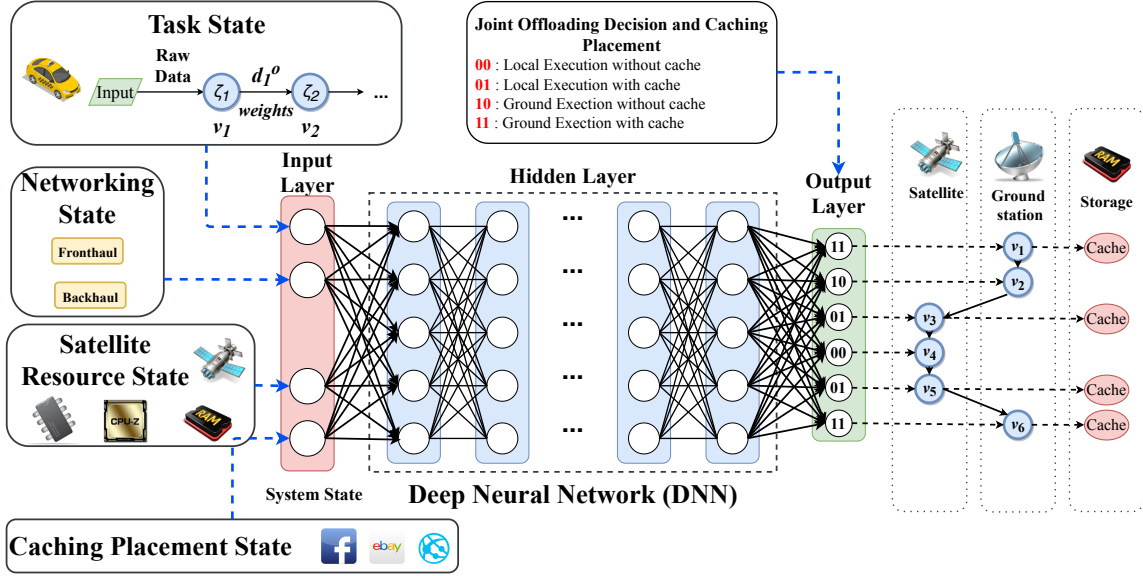 Task State
Raw
Data
Input
ζ1
d1^o
weights
ζ2
...
v1
v2
Joint Offloading Decision and Caching
Placement
00 : Local Execution without cache
01 : Local Execution with cache
10 : Ground Exection without cache
11 : Ground Exection with cache
Networking
State
Fronthaul
Backhaul
Satellite
Resource State
CPU-Z
RAM
Caching Placement State
f
ebay
Input
Layer
System State
Hidden Layer
...
...
...
...
...
Deep Neural Network (DNN)
Output
Layer
11
10
01
00
01
11
Satellite
Ground
station
RAM
Storage
v1
Cache
v2
v3
Cache
v4
v5
Cache
v6
Cache